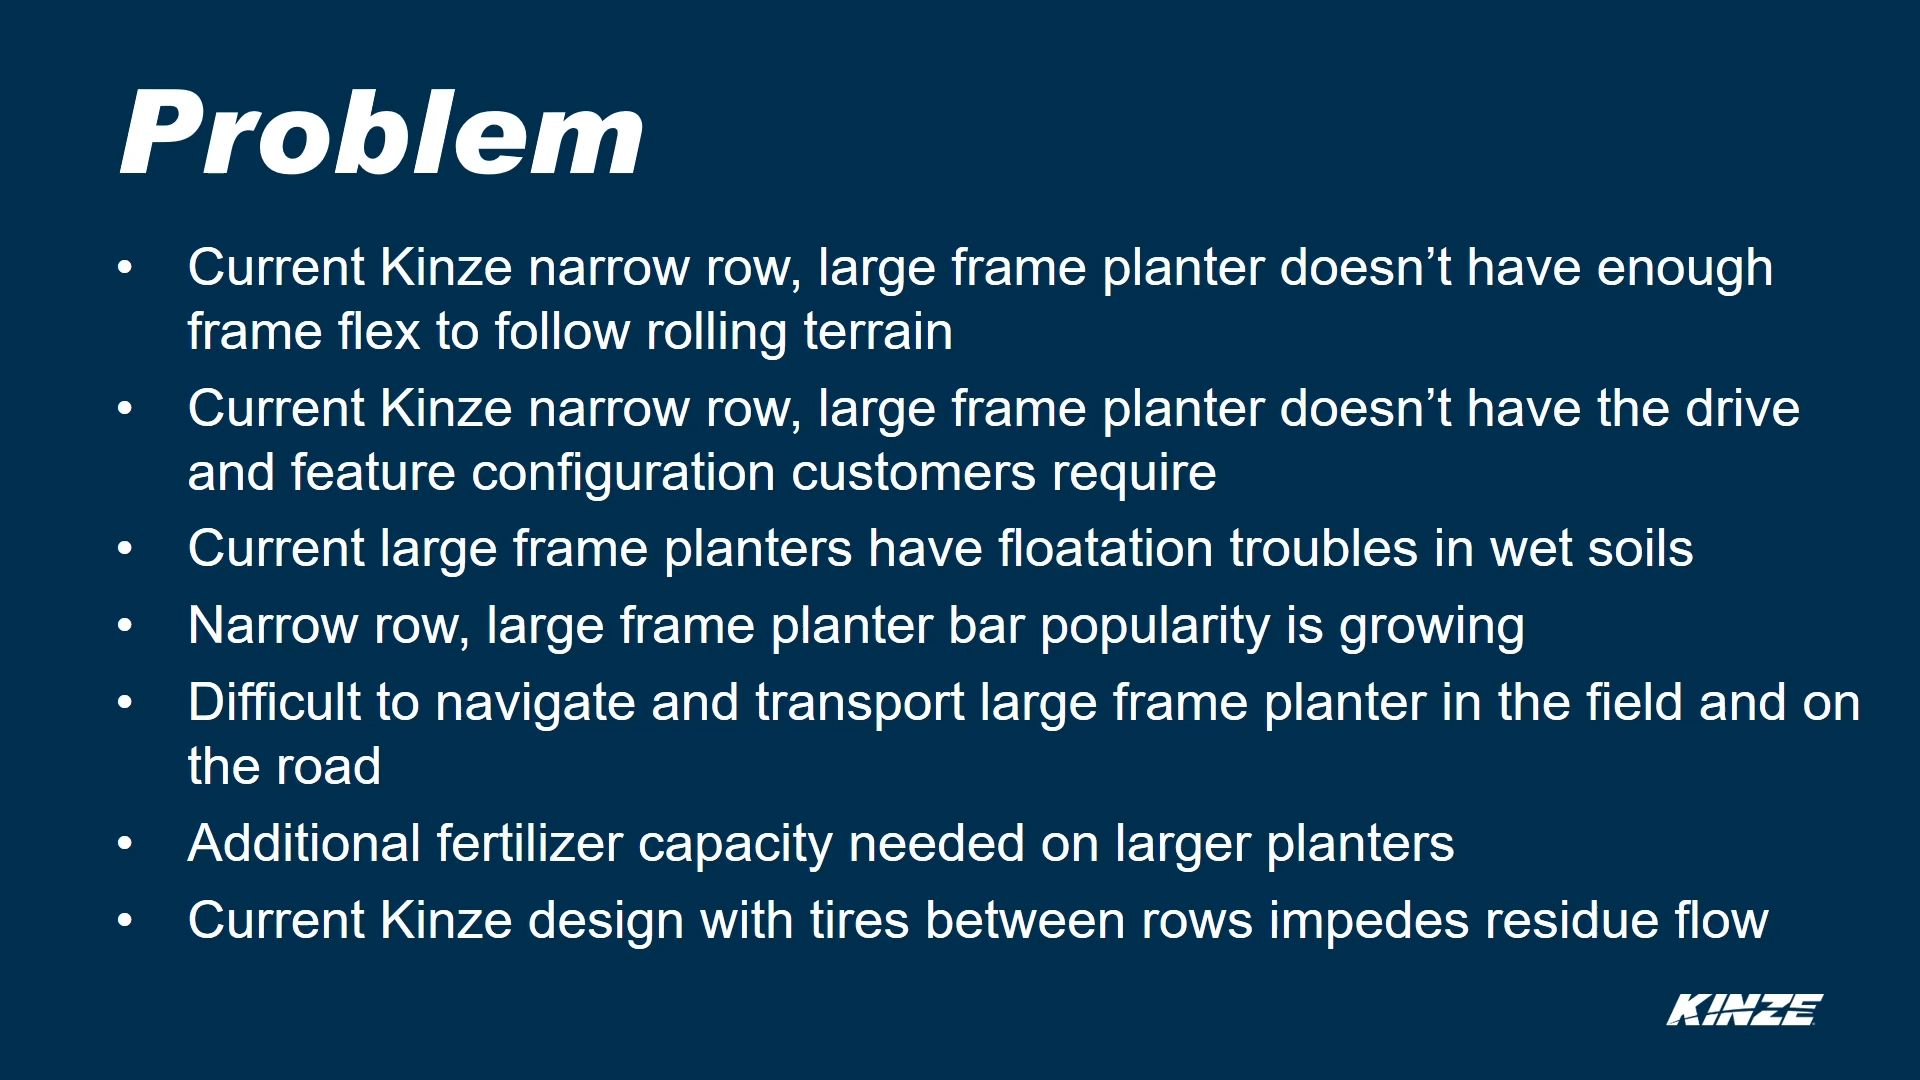 Problem
• Current Kinze narrow row, large frame planter doesn’t have enough
frame flex to follow rolling terrain
• Current Kinze narrow row, large frame planter doesn’t have the drive
and feature configuration customers require
• Current large frame planters have floatation troubles in wet soils
• Narrow row, large frame planter bar popularity is growing
• Difficult to navigate and transport large frame planter in the field and on
the road
• Additional fertilizer capacity needed on larger planters
• Current Kinze design with tires between rows impedes residue flow
KINZE